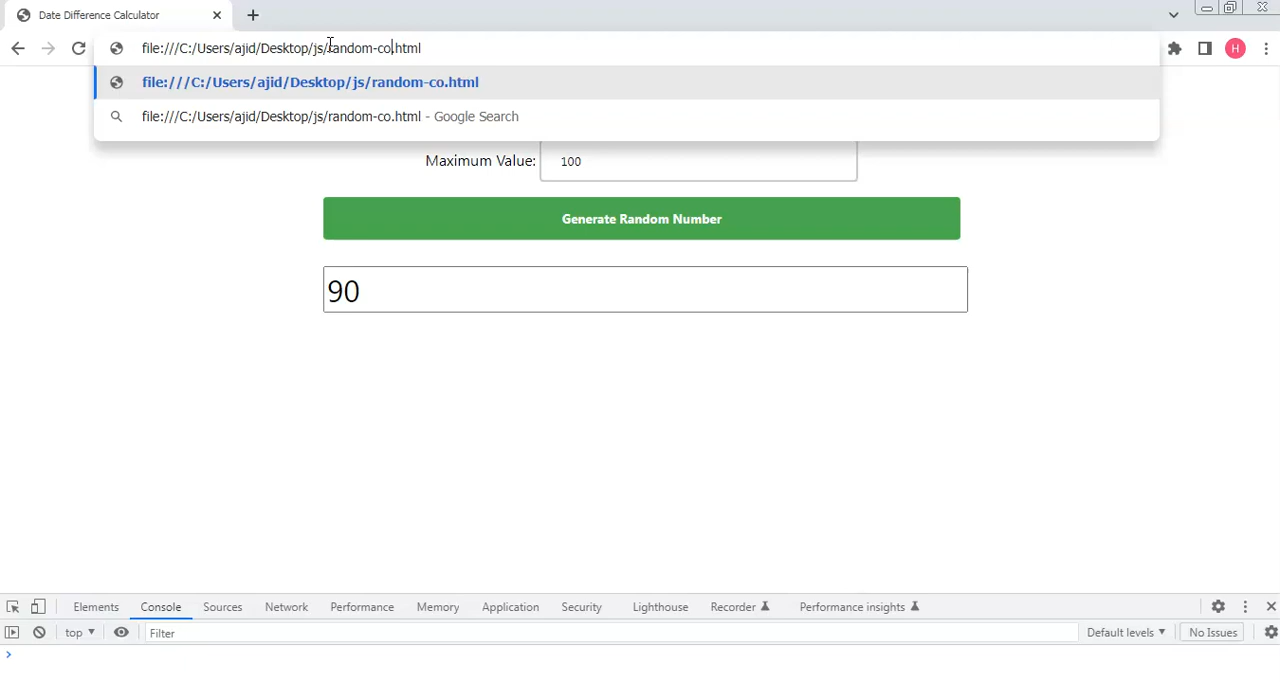 Date Difference Calculator
file:///C:/Users/ajid/Desktop/js/random-co.html
H
file:///C:/Users/ajid/Desktop/js/random-co.html
file:///C:/Users/ajid/Desktop/js/random-co.html - Google Search
Maximum Value: 100
Generate Random Number
90
Elements Console Sources Network Performance Memory Application Security Lighthouse Recorder Performance insights
top Filter Default levels No Issues